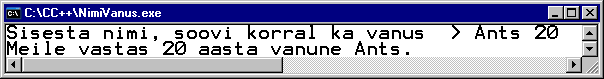 C:\CC++\NimiVanus.exe
Sisesta nimi, soovi korral ka vanus  > Ants 20
Meile vastas 20 aasta vanune Ants.